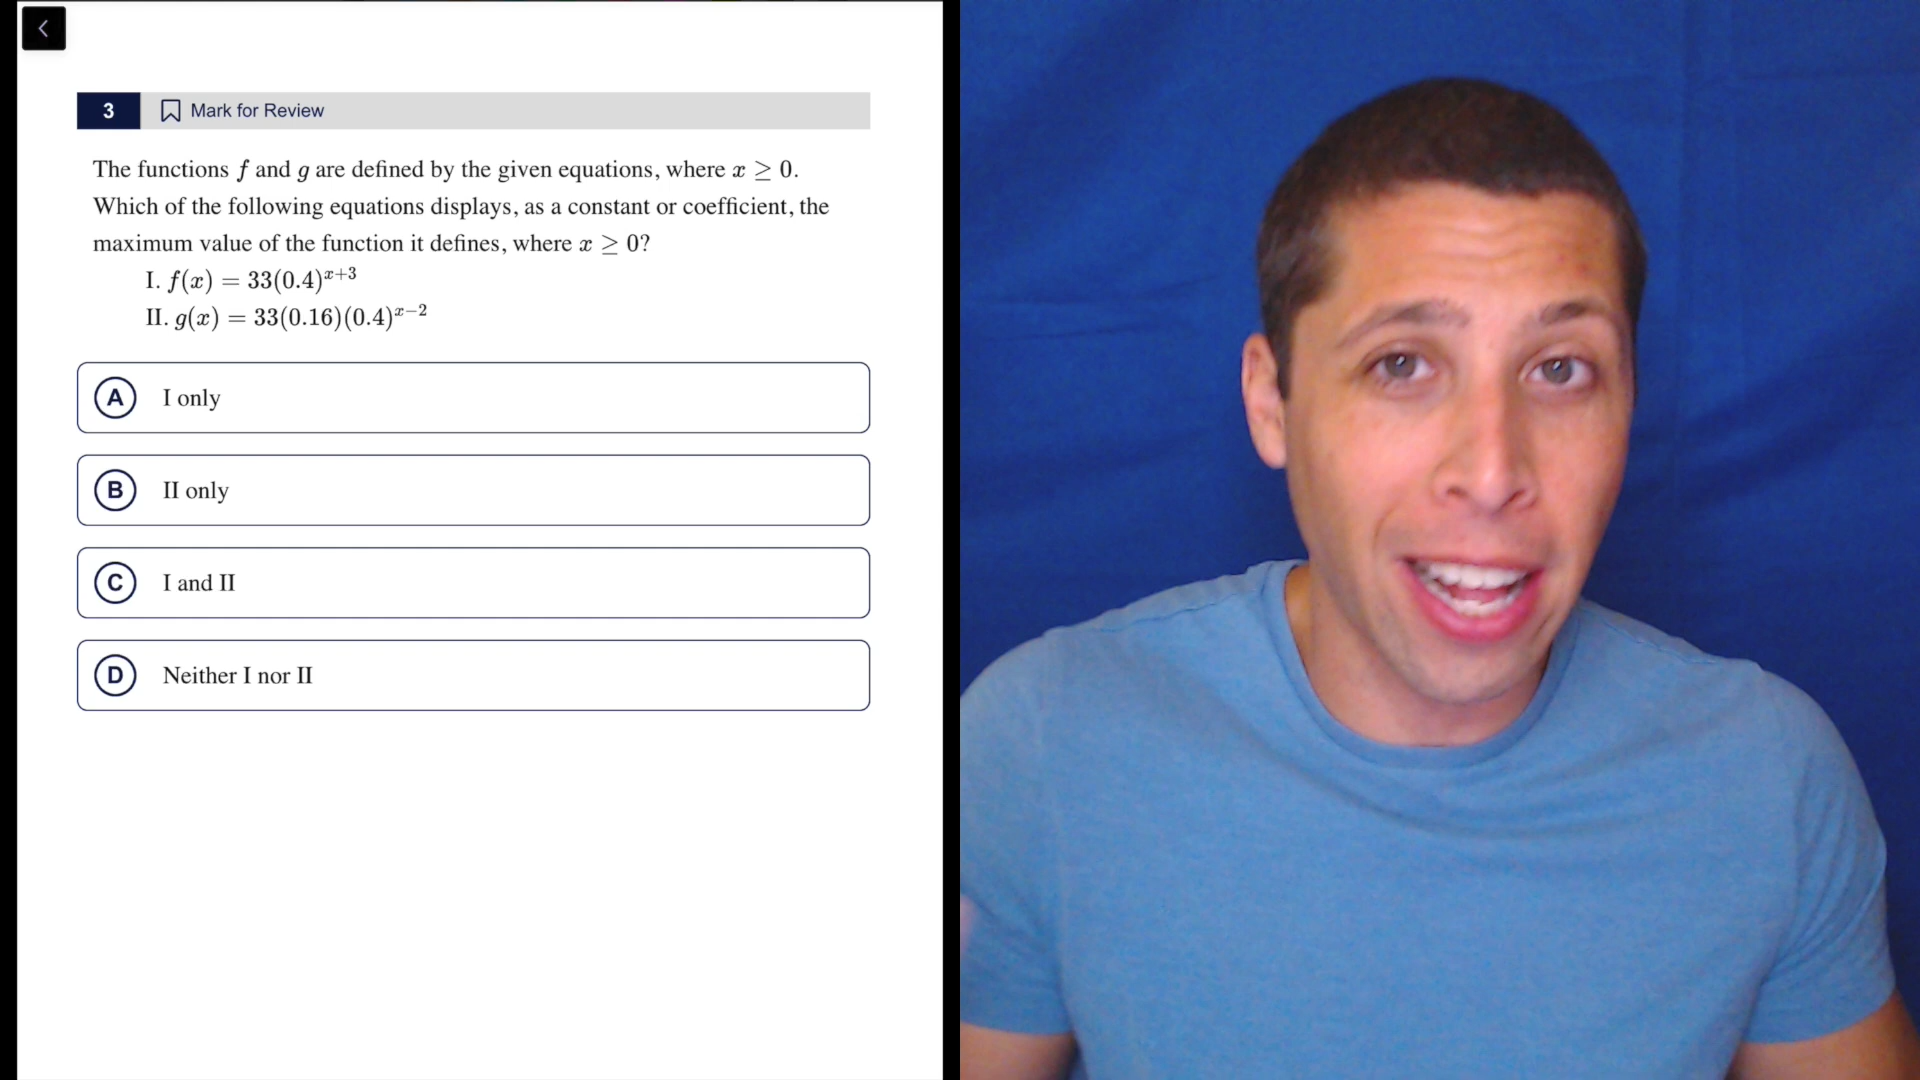 3 Mark for Review
The functions f and g are defined by the given equations, where x ≥ 0.
Which of the following equations displays, as a constant or coefficient, the
maximum value of the function it defines, where x ≥ 0?
I. f(x) = 33(0.4)^{x+3}
II. g(x) = 33(0.16)(0.4)^{x−2}
A I only
B II only
C I and II
D Neither I nor II